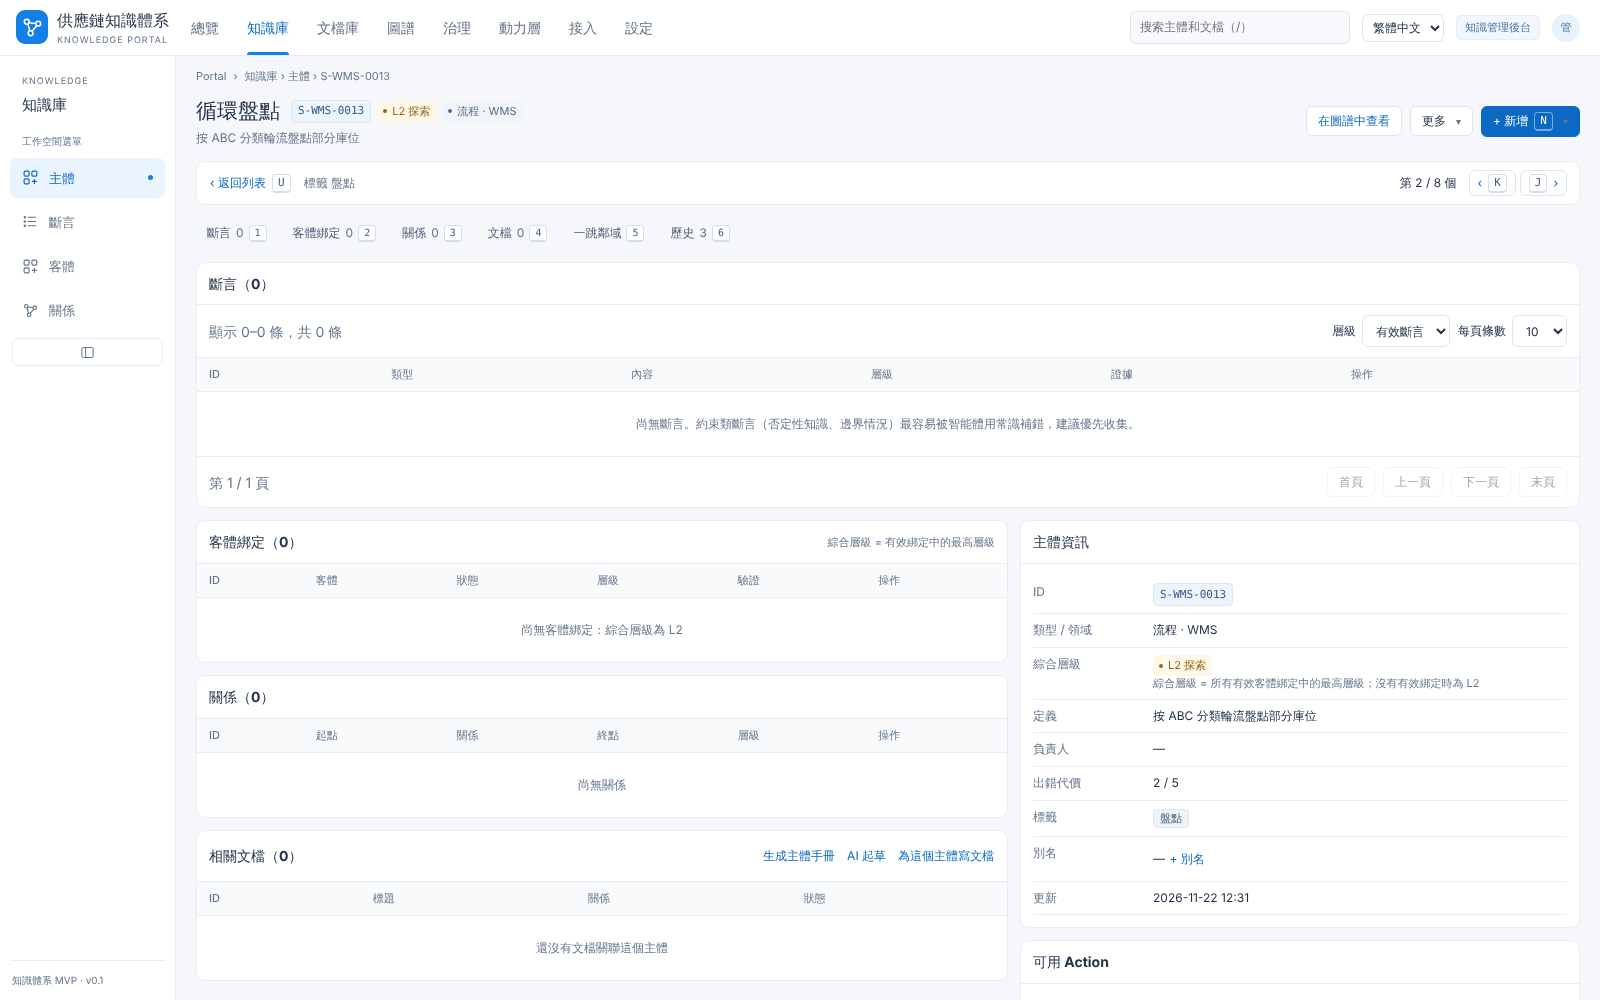 供應鏈知識體系
KNOWLEDGE PORTAL
總覽 知識庫 文檔庫 圖譜 治理 動力層 接入 設定
搜索主體和文檔（/） 繁體中文 知識管理後台 管
KNOWLEDGE
知識庫
工作空間選單
主體
斷言
客體
關係
知識體系 MVP · v0.1
Portal › 知識庫 › 主體 › S-WMS-0013
循環盤點 S-WMS-0013 L2 探索 流程 · WMS
按 ABC 分類輪流盤點部分庫位
在圖譜中查看 更多 + 新增 N
‹ 返回列表 U 標籤 盤點 第 2 / 8 個 ‹ K J ›
斷言 0 1 客體綁定 0 2 關係 0 3 文檔 0 4 一跳鄰域 5 歷史 3 6
斷言（0）
顯示 0–0 條，共 0 條 層級 有效斷言 每頁條數 10
ID 類型 內容 層級 證據 操作
尚無斷言。約束類斷言（否定性知識、邊界情況）最容易被智能體用常識補錯，建議優先收集。
第 1 / 1 頁 首頁 上一頁 下一頁 末頁
客體綁定（0） 綜合層級 = 有效綁定中的最高層級
ID 客體 狀態 層級 驗證 操作
尚無客體綁定：綜合層級為 L2
關係（0）
ID 起點 關係 終點 層級 操作
尚無關係
相關文檔（0） 生成主體手冊 AI 起草 為這個主體寫文檔
ID 標題 關係 狀態
還沒有文檔關聯這個主體
主體資訊
ID S-WMS-0013
類型 / 領域 流程 · WMS
綜合層級 L2 探索
綜合層級 = 所有有效客體綁定中的最高層級；沒有有效綁定時為 L2
定義 按 ABC 分類輪流盤點部分庫位
負責人 —
出錯代價 2 / 5
標籤 盤點
別名 — + 別名
更新 2026-11-22 12:31
可用 Action